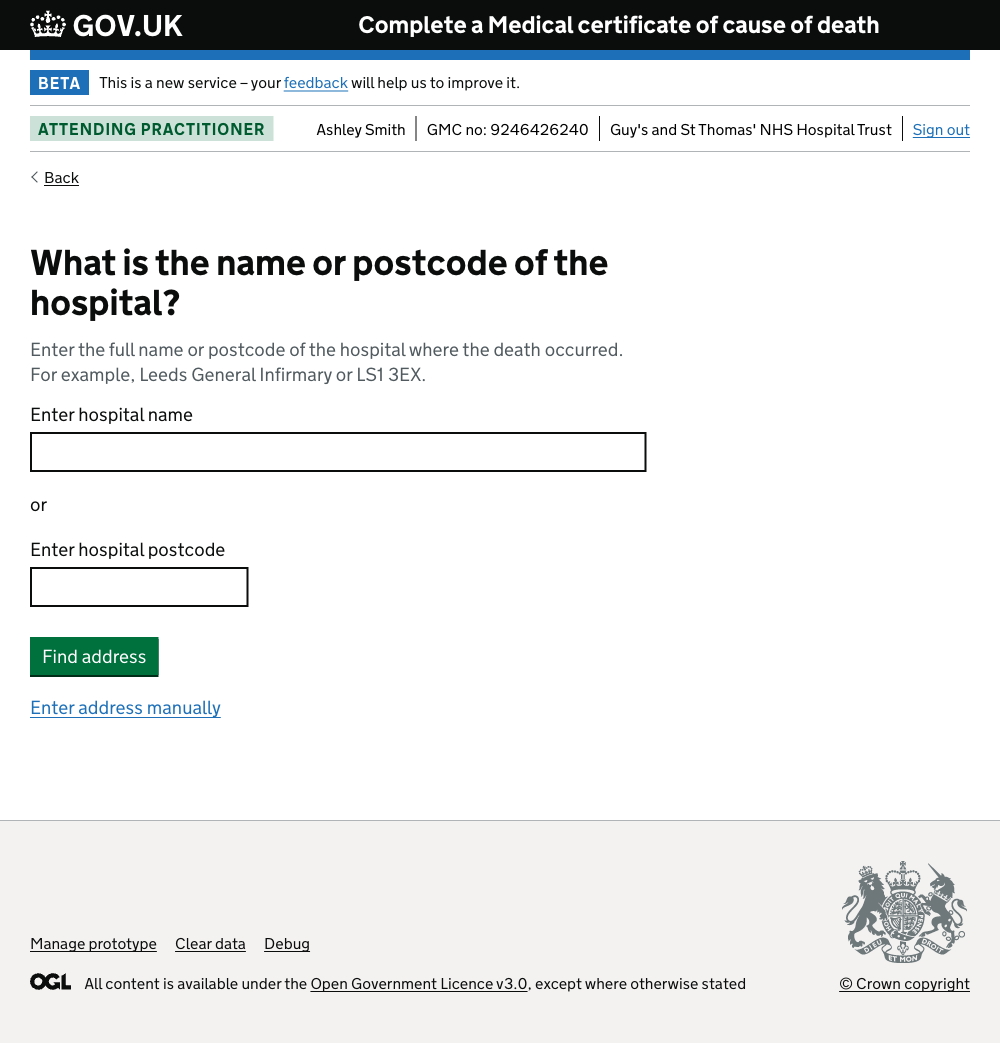 GOV.UK
Complete a Medical certificate of cause of death
BETA This is a new service – your feedback will help us to improve it.
ATTENDING PRACTITIONER Ashley Smith GMC no: 9246426240 Guy's and St Thomas' NHS Hospital Trust Sign out
Back
What is the name or postcode of the
hospital?
Enter the full name or postcode of the hospital where the death occurred.
For example, Leeds General Infirmary or LS1 3EX.
Enter hospital name
or
Enter hospital postcode
Find address
Enter address manually
Manage prototype Clear data Debug
OGL All content is available under the Open Government Licence v3.0, except where otherwise stated
© Crown copyright